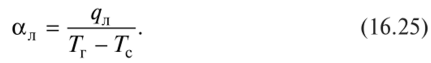 α_л = q_л / (T_г − T_с). (16.25)